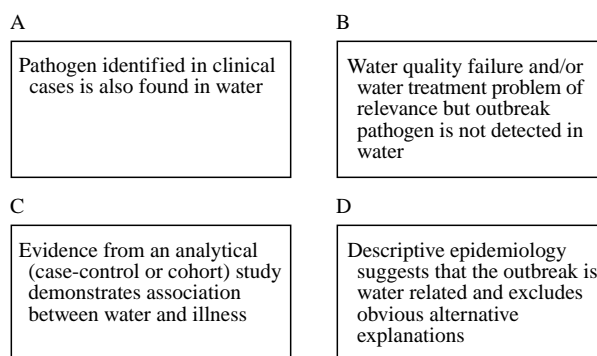 A
Pathogen identified in clinical
cases is also found in water
B
Water quality failure and/or
water treatment problem of
relevance but outbreak
pathogen is not detected in
water
C
Evidence from an analytical
(case-control or cohort) study
demonstrates association
between water and illness
D
Descriptive epidemiology
suggests that the outbreak is
water related and excludes
obvious alternative
explanations